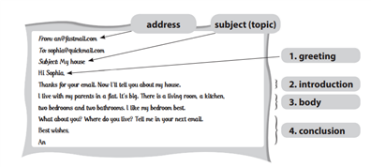 address
subject (topic)
From: an@fastmail.com
To: sophia@quickmail.com
Subject: My house
Hi Sophia,
1. greeting
Thanks for your email. Now I'll tell you about my house.
2. introduction
I live with my parents in a flat. It's big. There is a living room, a kitchen,
3. body
two bedrooms and two bathrooms. I like my bedroom best.
What about you? Where do you live? Tell me in your next email.
4. conclusion
Best wishes,
An